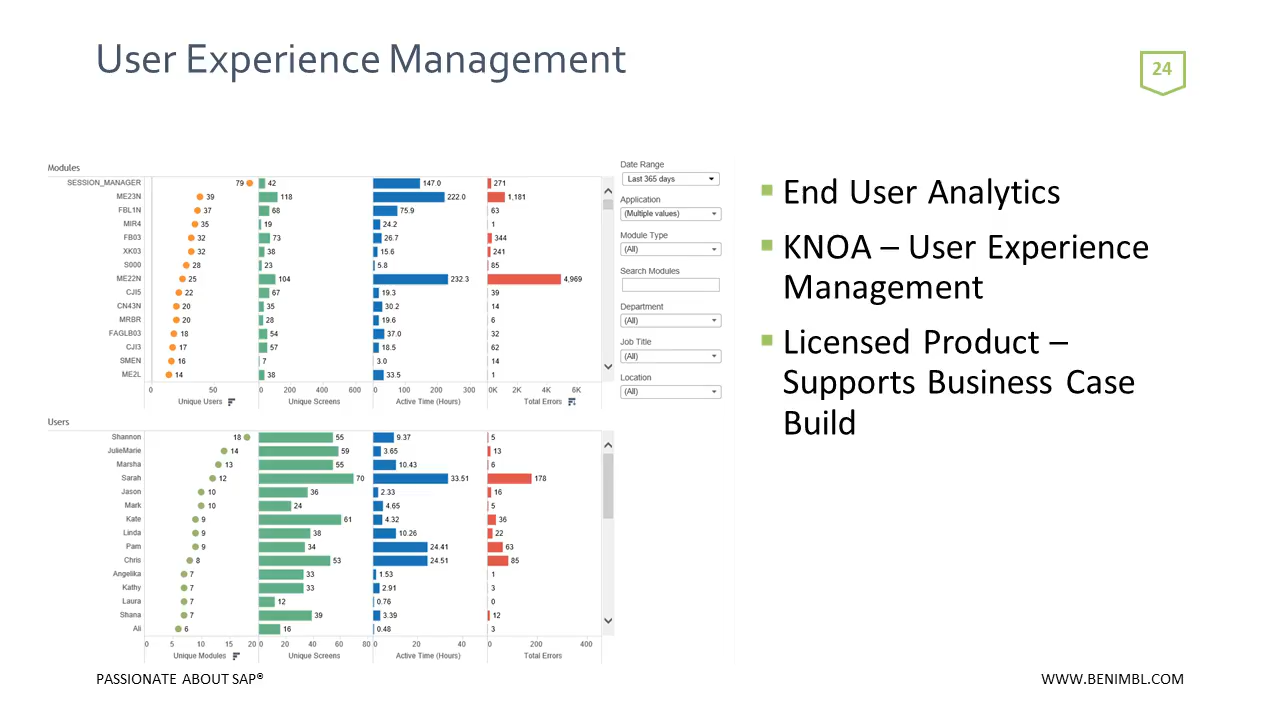 User Experience Management
24
Modules
SESSION_MANAGER 79 42 147.0 271
ME23N 39 118 222.0 1,181
FBL1N 37 68 75.9 63
MIR4 35 19 24.2 1
FB03 32 73 26.7 344
XK03 32 38 15.6 241
S000 28 23 5.8 85
ME22N 25 104 232.3 4,969
CJI5 22 67 19.3 39
CN43N 20 35 30.2 14
MRBR 20 28 19.6 6
FAGLB03 18 54 37.0 32
CJI3 17 57 18.5 62
SMEN 16 7 3.0 14
ME2L 14 38 33.5 1
0 50 0 200 400 600 0 100 200 300 0K 2K 4K 6K
Unique Users Unique Screens Active Time (Hours) Total Errors
Date Range
Last 365 days
Application
(Multiple values)
Module Type
(All)
Search Modules
Department
(All)
Job Title
(All)
Location
(All)
Users
Shannon 18 55 9.37 5
JulieMarie 14 59 3.65 13
Marsha 13 55 10.43 6
Sarah 12 70 33.51 178
Jason 10 36 2.33 16
Mark 10 24 4.65 5
Kate 9 61 4.32 36
Linda 9 38 10.26 22
Pam 9 34 24.41 63
Chris 8 53 24.51 85
Angelika 7 33 1.53 1
Kathy 7 33 2.91 3
Laura 7 12 0.76 0
Shana 7 39 3.39 12
Ali 6 16 0.48 3
0 5 10 15 20 0 20 40 60 80 0 20 40 0 200 400
Unique Modules Unique Screens Active Time (Hours) Total Errors
End User Analytics
KNOA – User Experience
Management
Licensed Product –
Supports Business Case
Build
PASSIONATE ABOUT SAP®
WWW.BENIMBL.COM